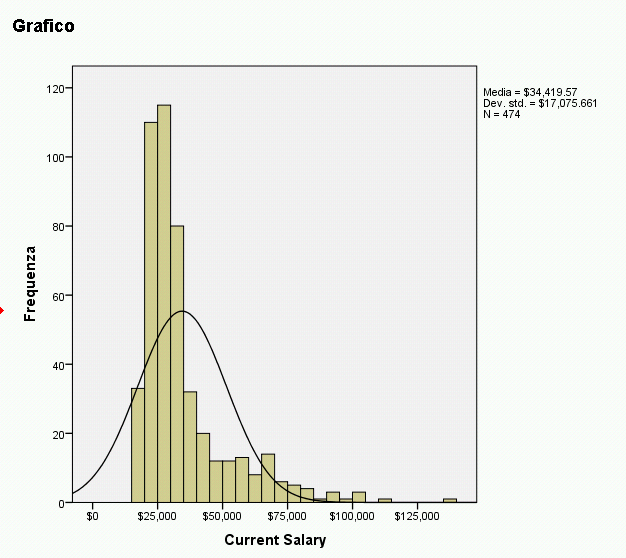 Grafico
Media = $34,419.57
Dev. std. = $17,075.661
N = 474
120
100
80
60
40
20
0
Frequenza
$0 $25,000 $50,000 $75,000 $100,000 $125,000
Current Salary